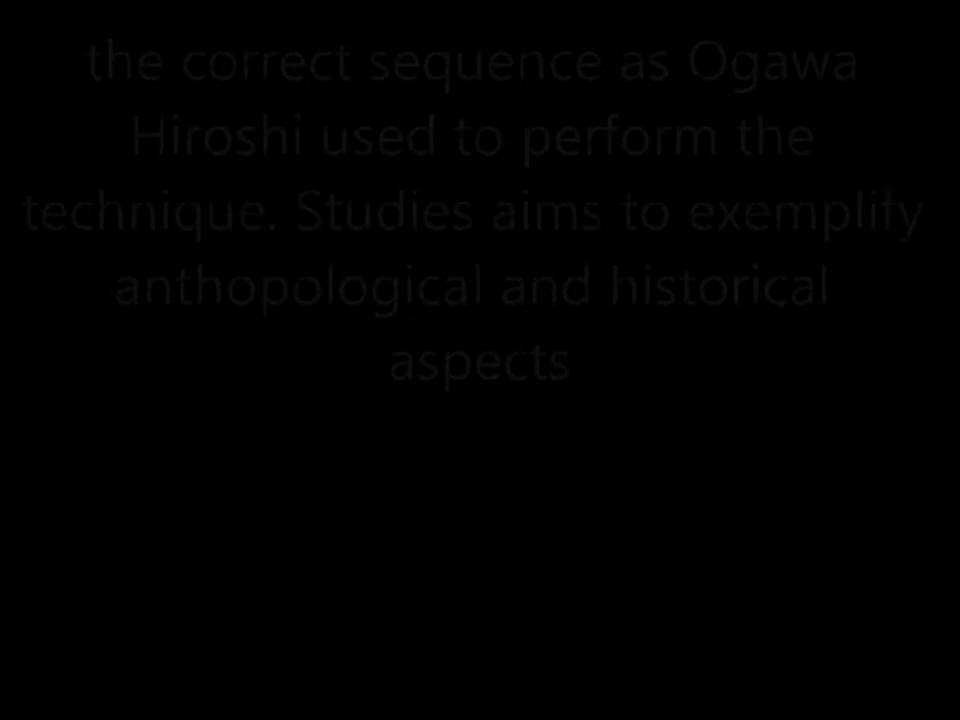 the correct sequence as Ogawa
Hiroshi used to perform the
technique. Studies aims to exemplify
anthopological and historical
aspects